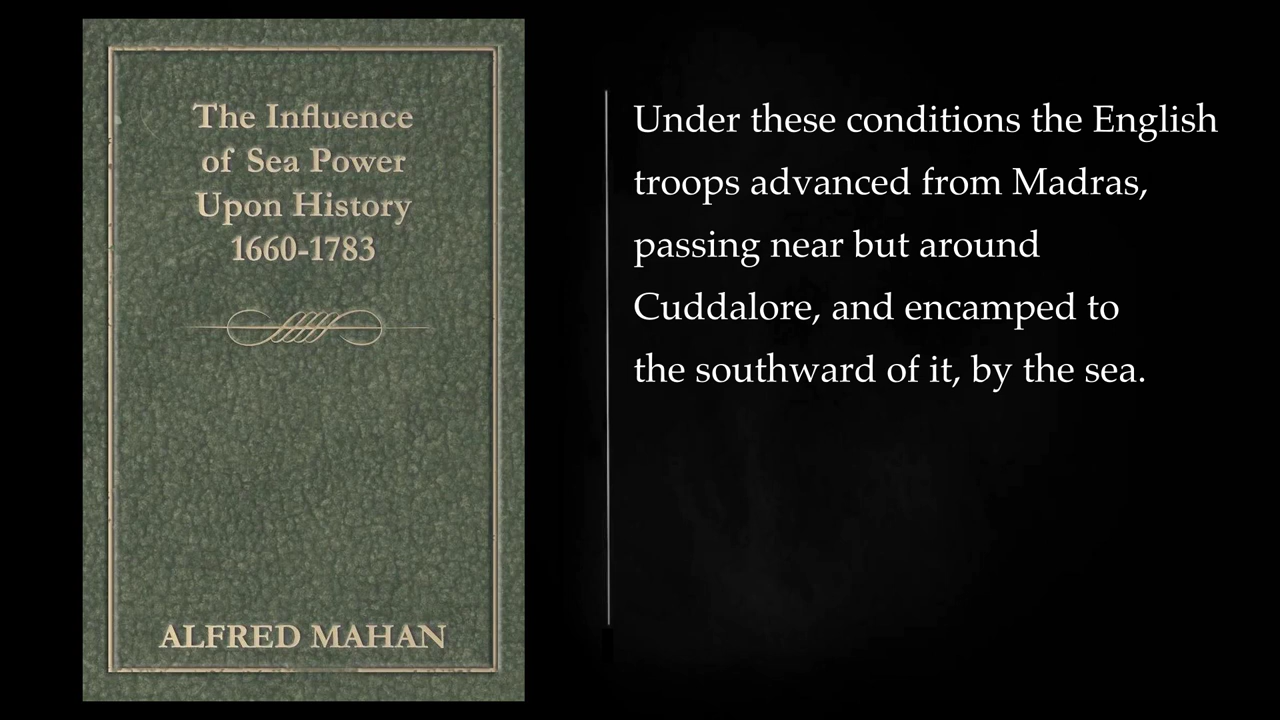 The Influence
of Sea Power
Upon History
1660-1783
ALFRED MAHAN
Under these conditions the English
troops advanced from Madras,
passing near but around
Cuddalore, and encamped to
the southward of it, by the sea.